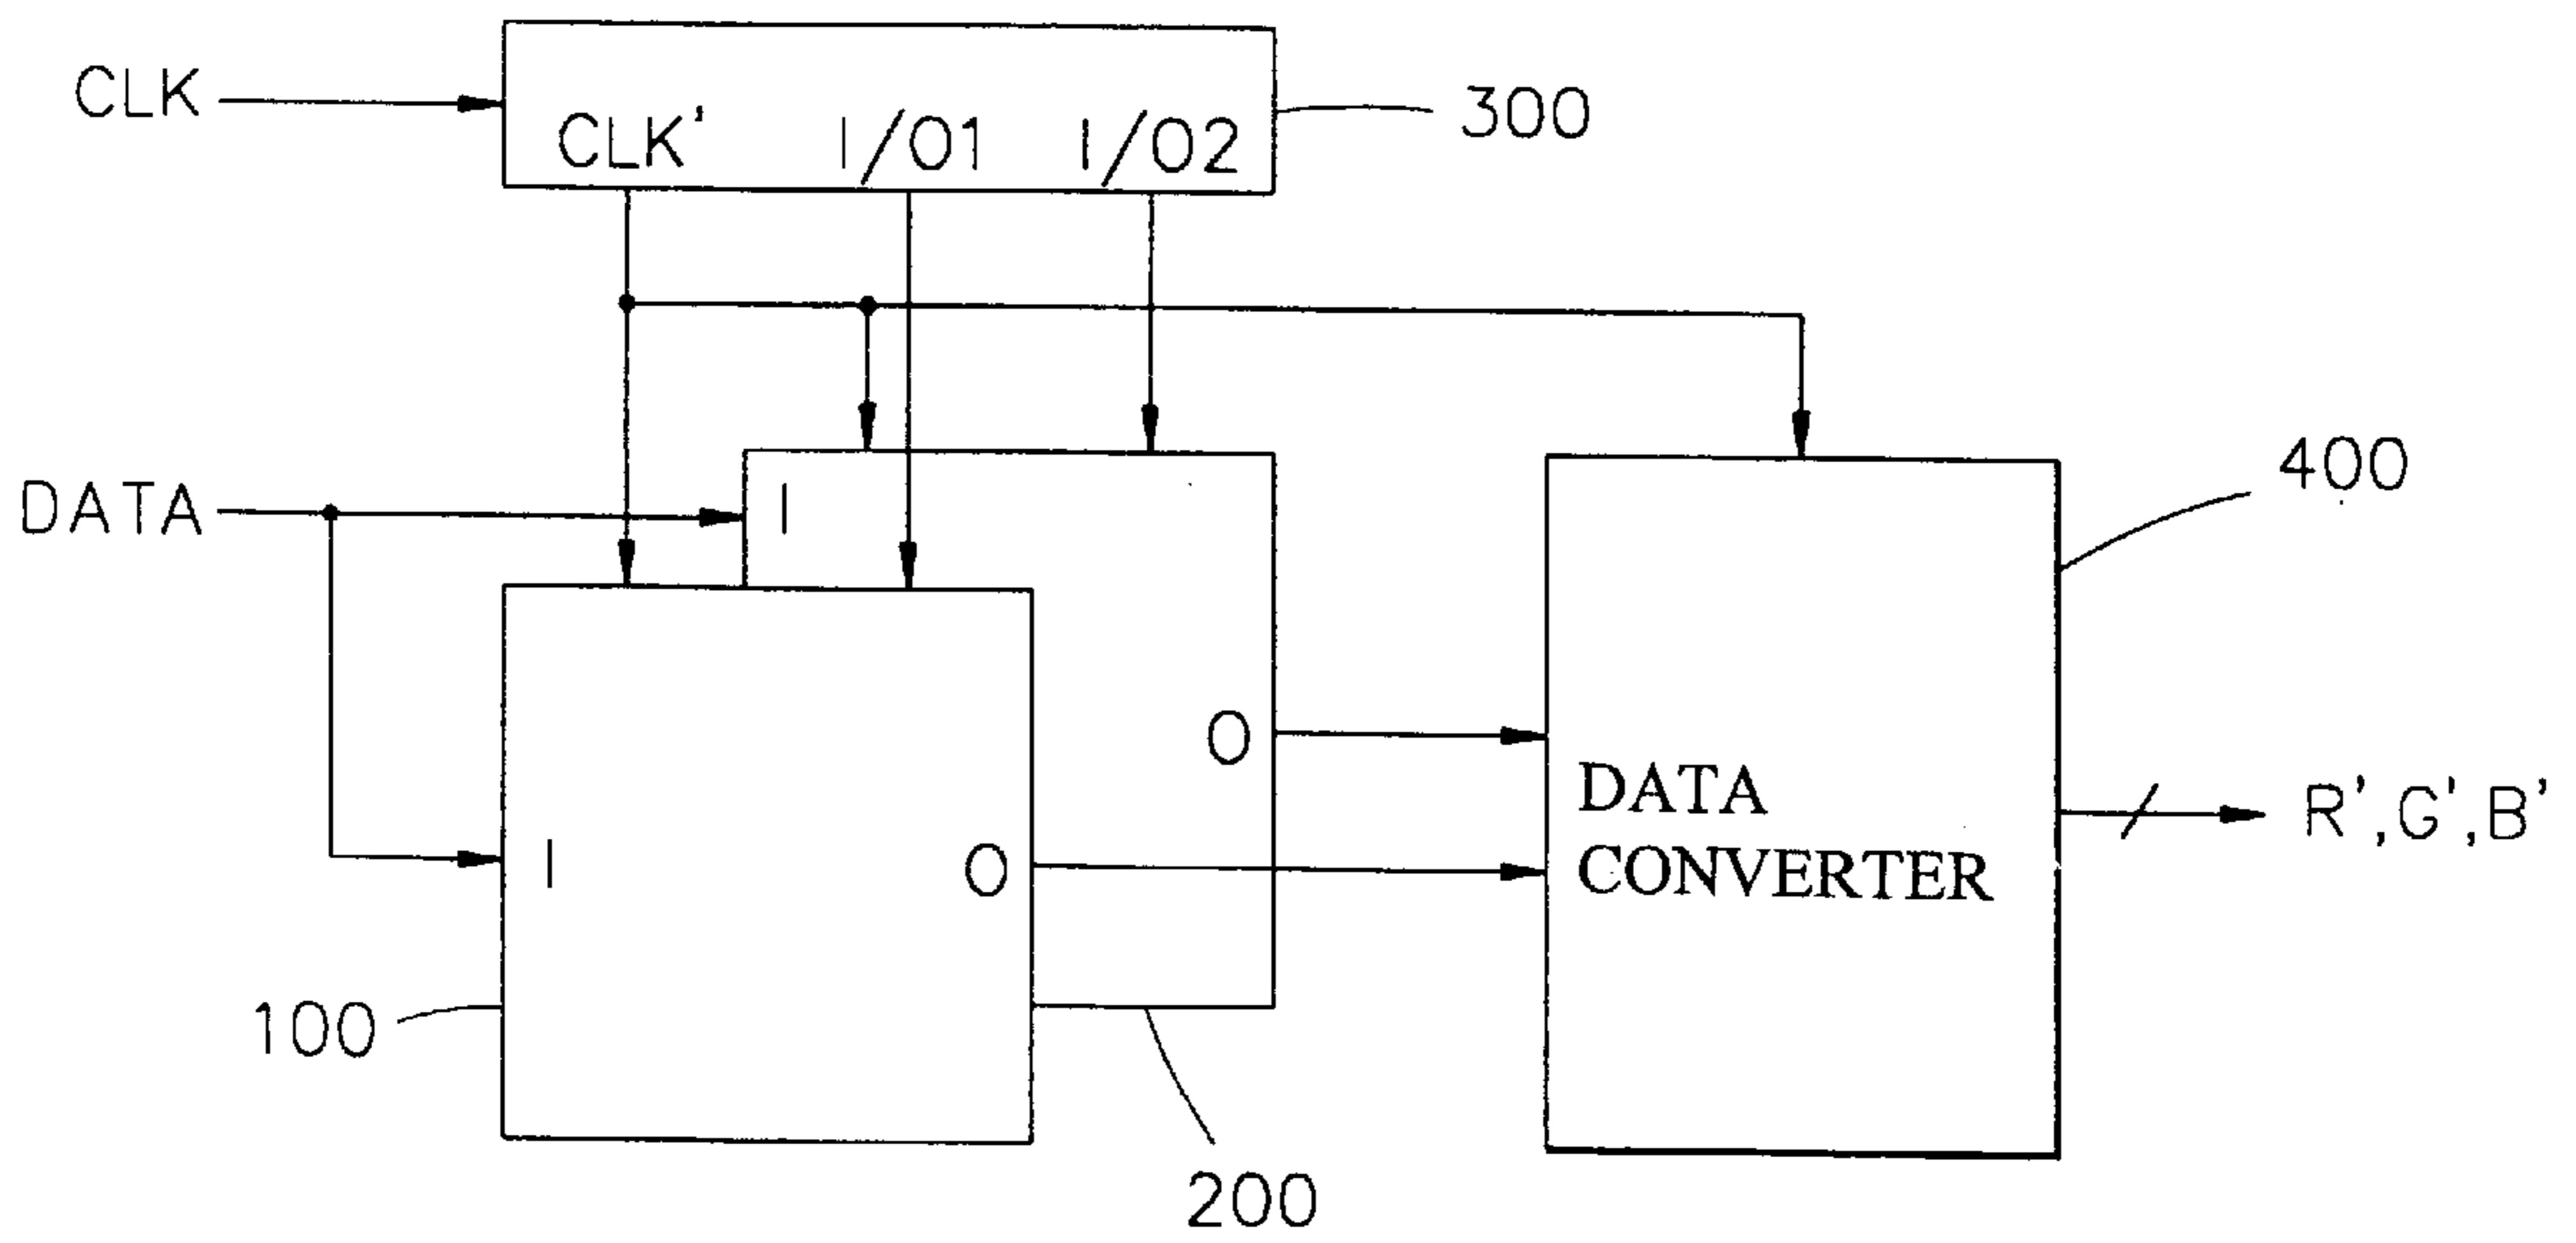 CLK
CLK' I/O1 I/O2
300
DATA
I
400
O
DATA
CONVERTER
R',G',B'
I
O
100
200